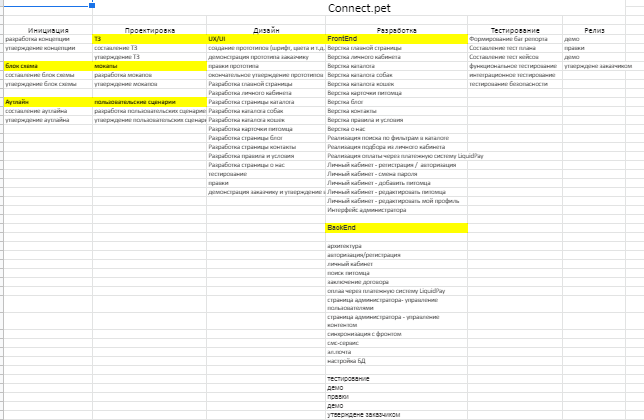 Connect.pet
Инициация Проектировка Дизайн Разработка Тестирование Релиз
разработка концепции ТЗ UX/UI FrontEnd Формирование баг репорта демо
утверждение концепции составление ТЗ создание прототипов (шрифт, цвета и т.д. Верстка главной страницы Составление тест плана правки
утверждение ТЗ демонстрация прототипа заказчику Верстка личного кабинета Составление тест кейсов демо
блок схема мокапы правки прототипа Верстка каталога функциональное тестирование утверждене заказчиком
составление блок схемы разработка мокапов окончательное утверждение прототипов Верстка каталога собак интеграционное тестирование
утверждение блок схемы утверждение мокапов Разработка главной страницы Верстка каталога кошек тестирование безопасности
Разработка личного кабинета Верстка карточки питомца
Аутлайн пользовательские сценарии Разработка страницы каталога Верстка блог
составление аутлайна разработка пользовательских сценариев Разработка каталога собак Верстка контакты
утверждение аутлайна утверждение пользовательских сценари Разработка каталога кошек Верстка правила и условия
Разработка карточки питомца Верстка о нас
Разработка страницы блог Реализация поиска по фильтрам в каталоге
Разработка страницы контакты Реализация подбора из личного кабинета
Разработка правила и условия Реализация оплаты через платежную систему LiquidPay
Разработка страницы о нас Личный кабинет - регистрация / авторизация
тестирование Личный кабинет - смена пароля
правки Личный кабинет - добавить питомца
демонстрация заказчику и утверждение Личный кабинет - редактировать питомца
Личный кабинет - редактировать мой профиль
Интерфейс администратора
BackEnd
архитектура
авторизация/регистрация
личный кабинет
поиск питомца
заключение договора
оплаа через платежную систему LiquidPay
страница администратора- управление
пользователями
страница администратора - управление
контентом
синхронизация с фронтом
смс-сервис
эл.почта
настройка БД
тестирование
демо
правки
демо
утверждене заказчиком